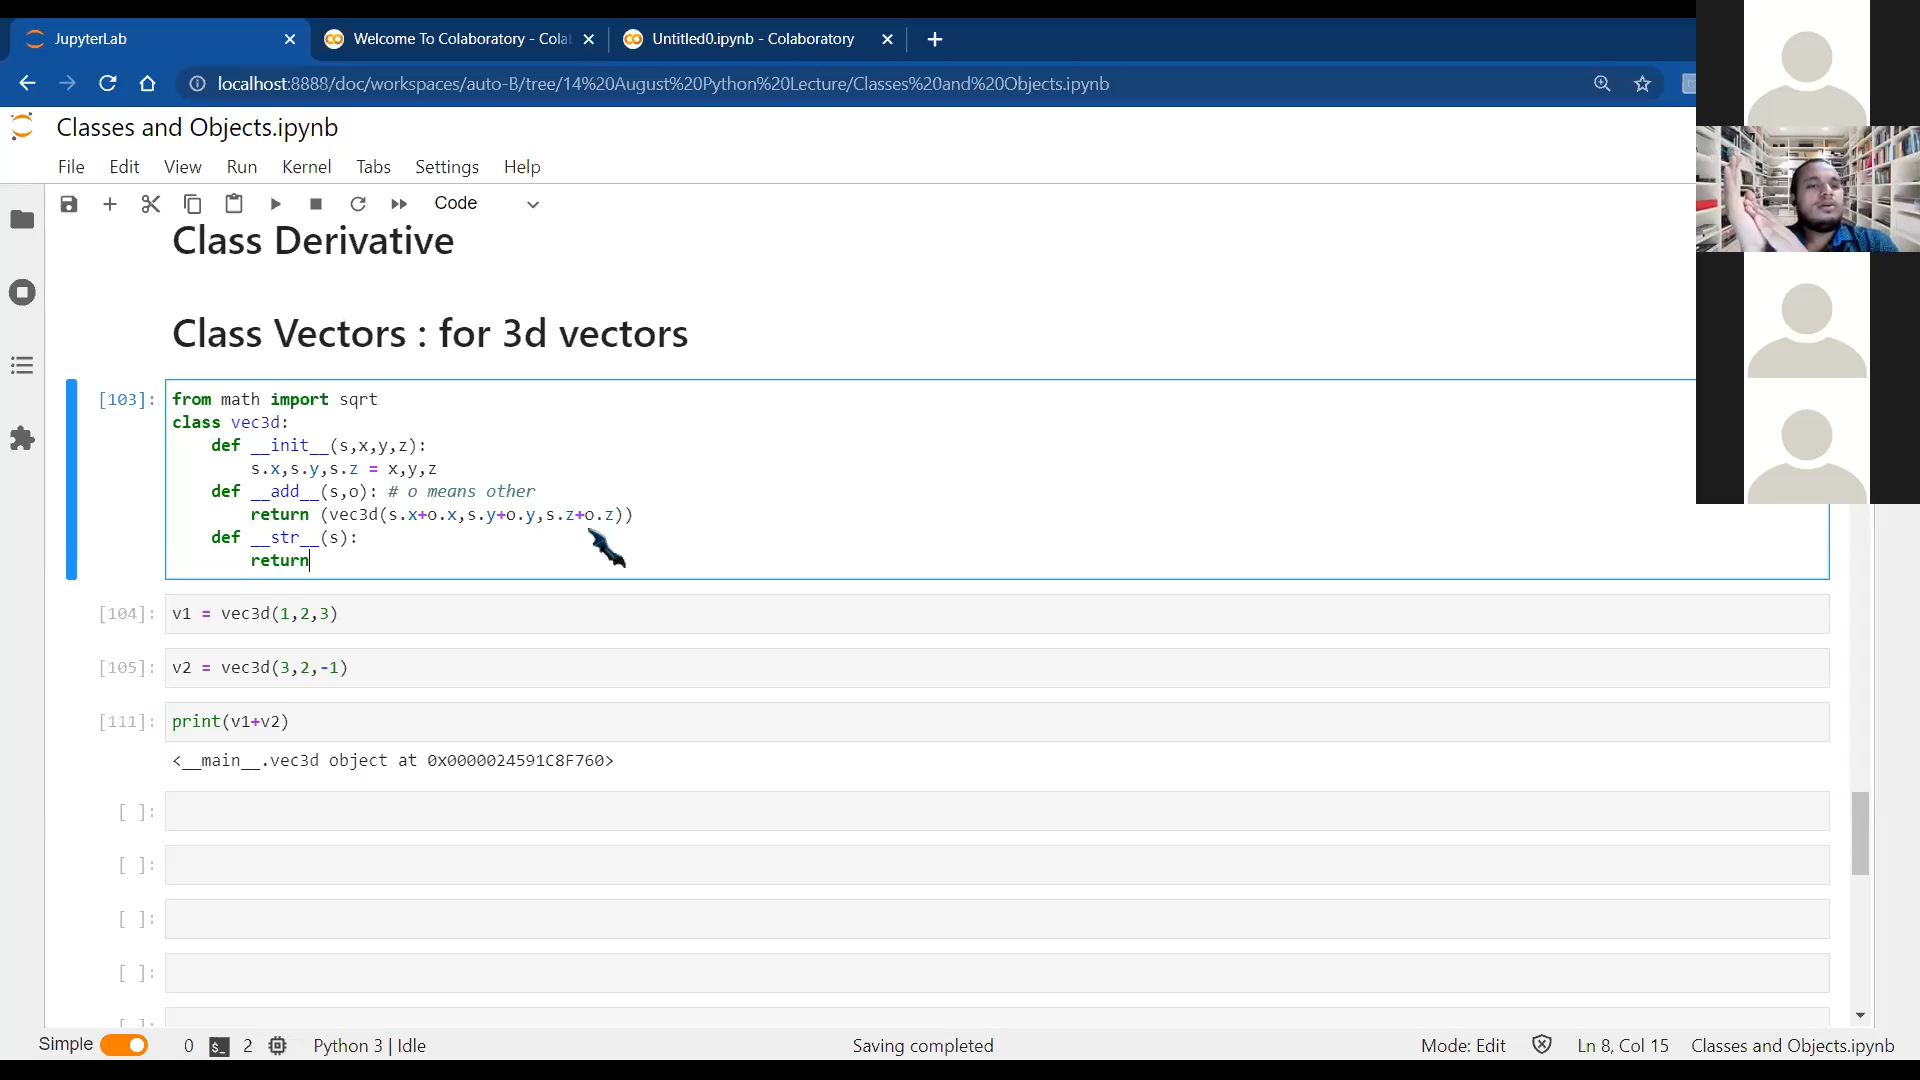 JupyterLab
Welcome To Colaboratory - Cola
Untitled0.ipynb - Colaboratory
localhost:8888/doc/workspaces/auto-B/tree/14%20August%20Python%20Lecture/Classes%20and%20Objects.ipynb
Classes and Objects.ipynb
File Edit View Run Kernel Tabs Settings Help
Code
Class Derivative
Class Vectors : for 3d vectors
[103]: from math import sqrt
class vec3d:
def __init__(s,x,y,z):
s.x,s.y,s.z = x,y,z
def __add__(s,o): # o means other
return (vec3d(s.x+o.x,s.y+o.y,s.z+o.z))
def __str__(s):
return
[104]: v1 = vec3d(1,2,3)
[105]: v2 = vec3d(3,2,-1)
[111]: print(v1+v2)
<__main__.vec3d object at 0x0000024591C8F760>
[ ]:
[ ]:
[ ]:
[ ]:
[ ]:
Simple 0 $_ 2 Python 3 | Idle Saving completed Mode: Edit Ln 8, Col 15 Classes and Objects.ipynb